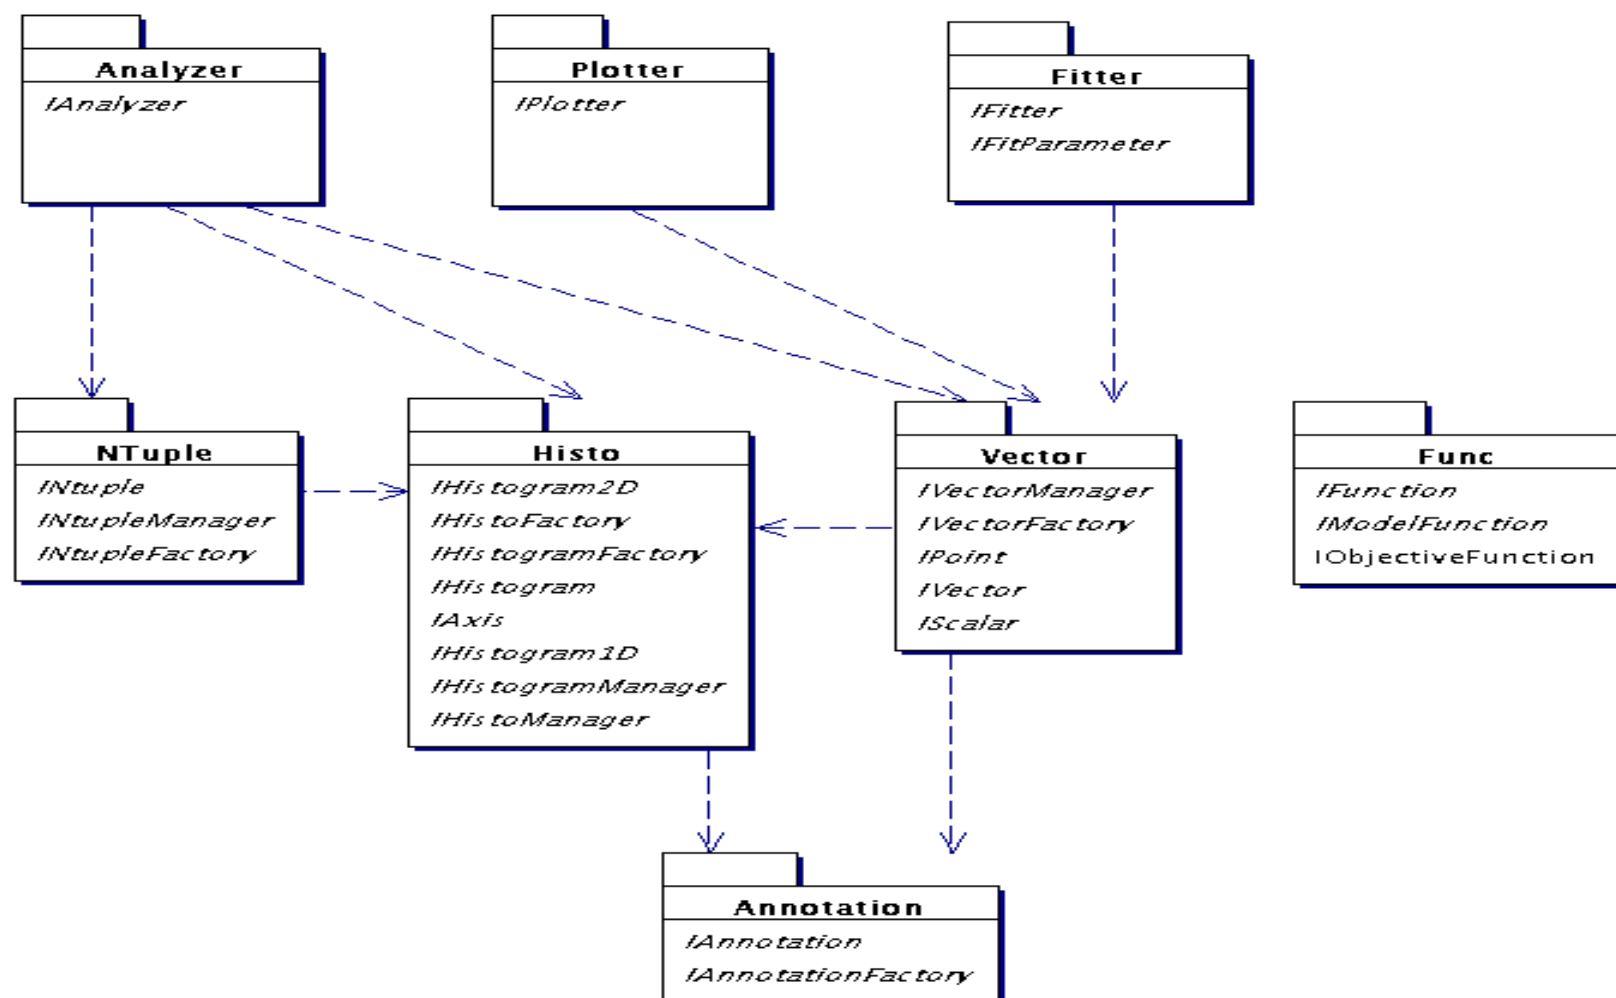 Analyzer
IAnalyzer
Plotter
IPlotter
Fitter
IFitter
IFitParameter
NTuple
INtuple
INtupleManager
INtupleFactory
Histo
IHistogram2D
IHistoFactory
IHistogramFactory
IHistogram
IAxis
IHistogram1D
IHistogramManager
IHistoManager
Vector
IVectorManager
IVectorFactory
IPoint
IVector
IScalar
Func
IFunction
IModelFunction
IObjectiveFunction
Annotation
IAnnotation
IAnnotationFactory